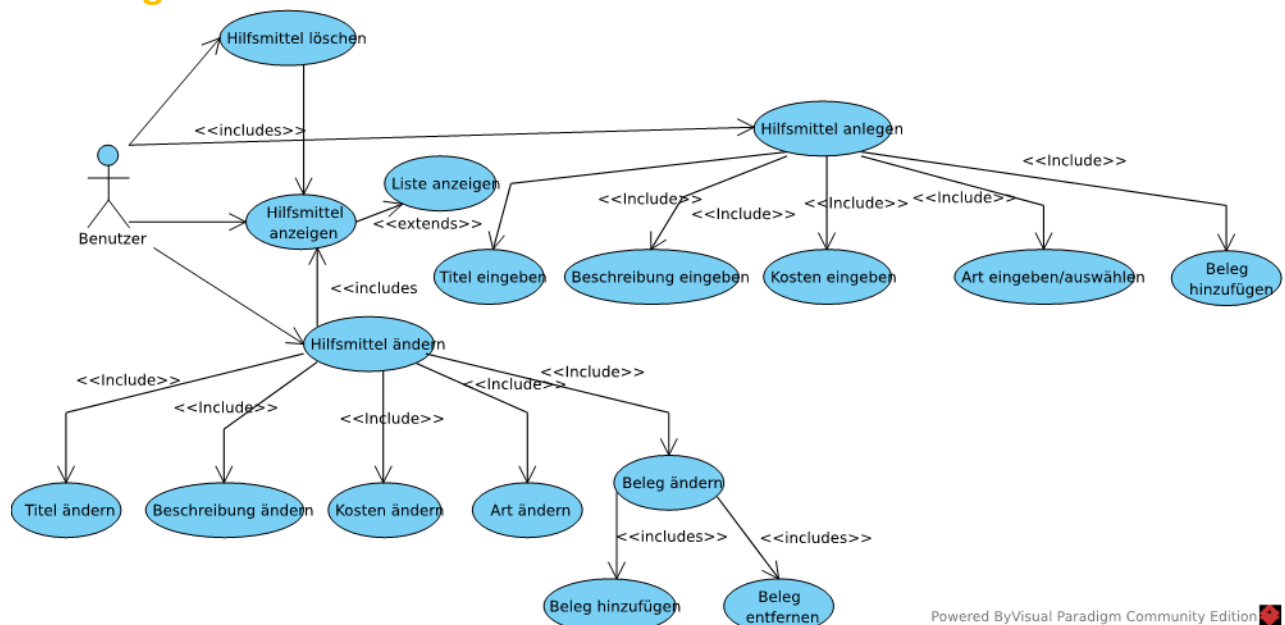 Hilfsmittel löschen
<<includes>>
Hilfsmittel anlegen
<<Include>>
Liste anzeigen
<<Include>>
<<Include>>
<<Include>>
<<Include>>
Benutzer
Hilfsmittel
anzeigen
<<extends>>
Titel eingeben
Beschreibung eingeben
Kosten eingeben
Art eingeben/auswählen
Beleg
hinzufügen
<<includes
Hilfsmittel ändern
<<Include>>
<<Include>>
<<Include>>
<<Include>>
<<Include>>
Titel ändern
Beschreibung ändern
Kosten ändern
Art ändern
Beleg ändern
<<includes>>
<<includes>>
Beleg hinzufügen
Beleg
entfernen
Powered ByVisual Paradigm Community Edition